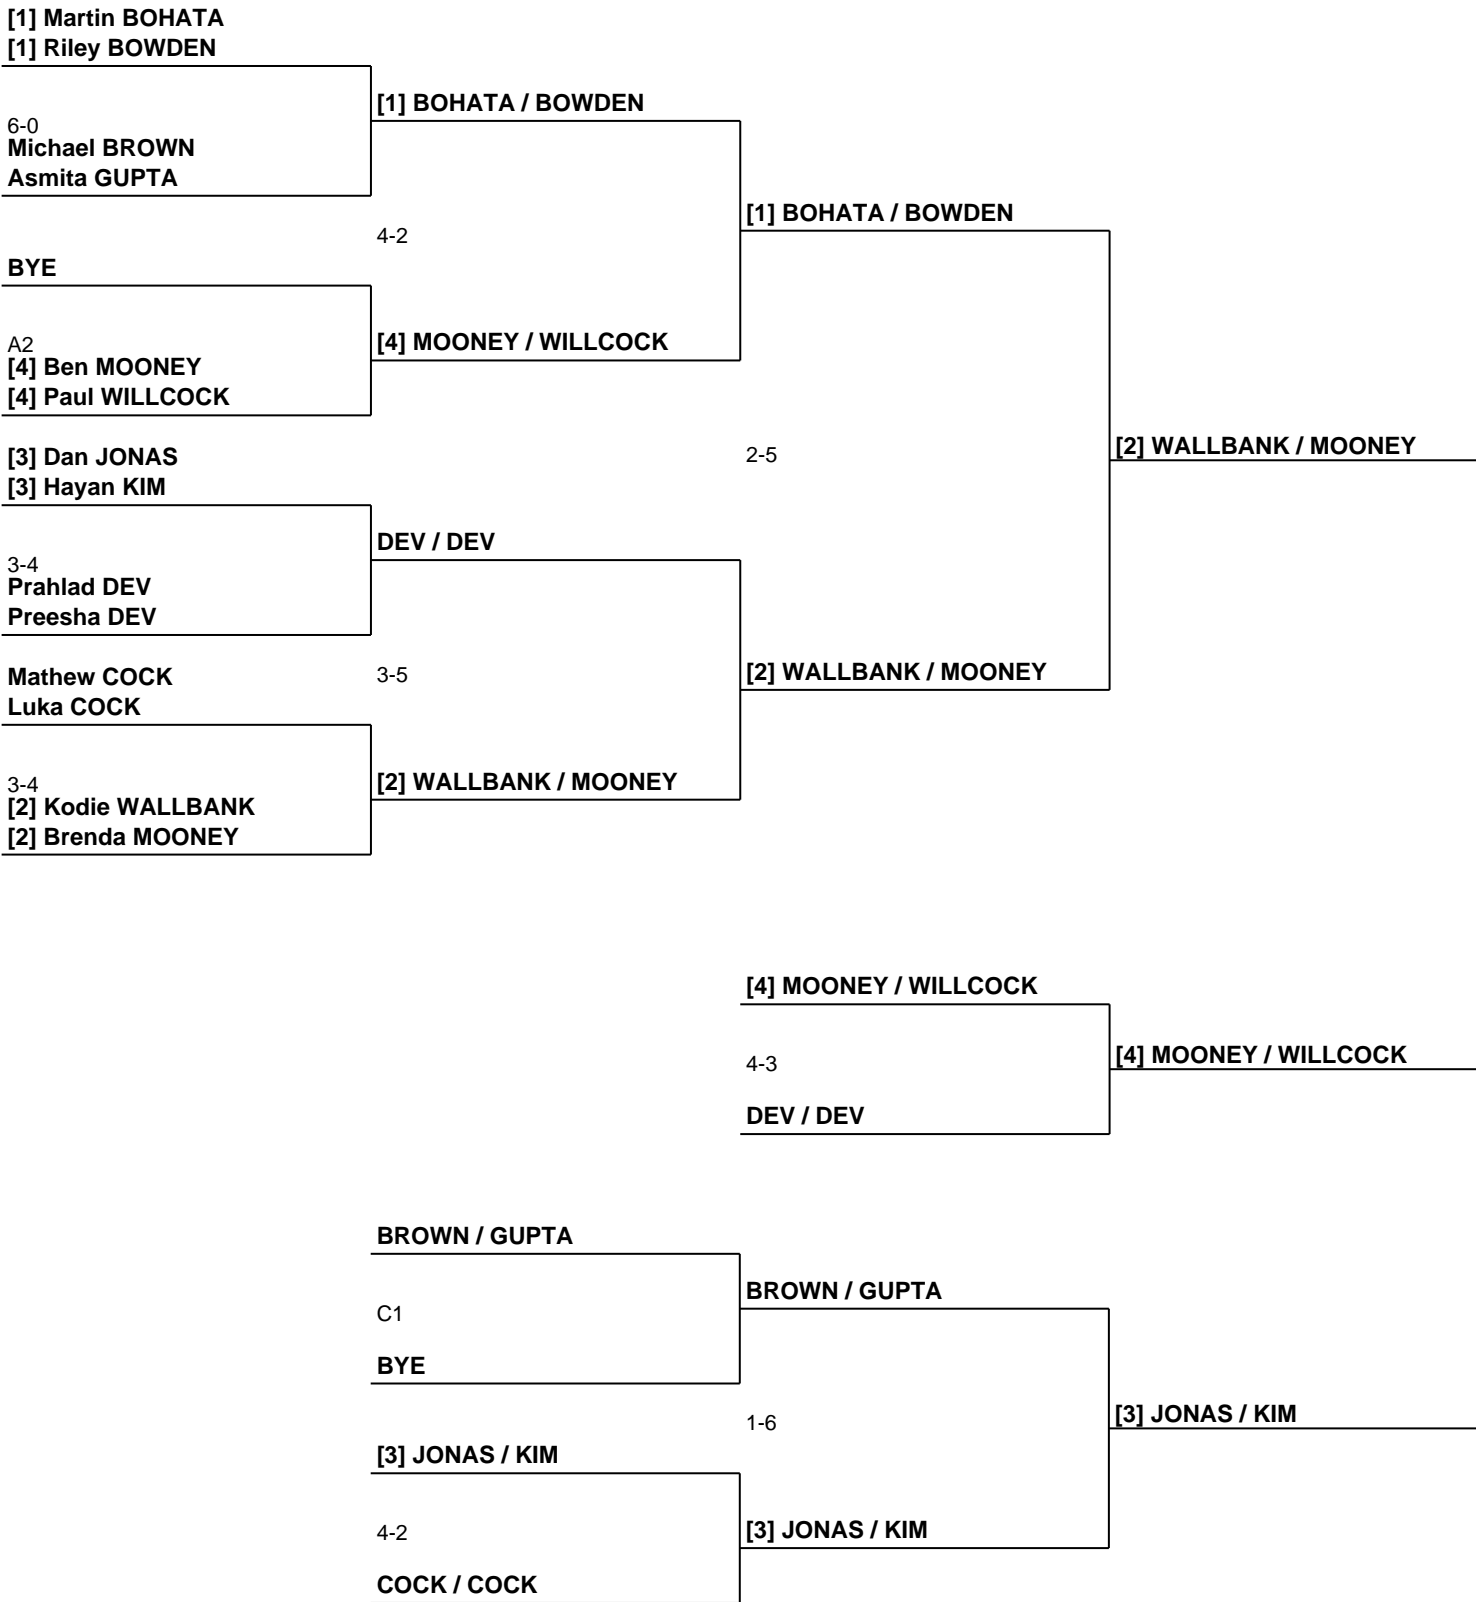 [1] Martin BOHATA
[1] Riley BOWDEN
[1] BOHATA / BOWDEN
6-0
Michael BROWN
Asmita GUPTA
[1] BOHATA / BOWDEN
4-2
BYE
[4] MOONEY / WILLCOCK
A2
[4] Ben MOONEY
[4] Paul WILLCOCK
[2] WALLBANK / MOONEY
[3] Dan JONAS
2-5
[3] Hayan KIM
DEV / DEV
3-4
Prahlad DEV
Preesha DEV
[2] WALLBANK / MOONEY
Mathew COCK
3-5
Luka COCK
[2] WALLBANK / MOONEY
3-4
[2] Kodie WALLBANK
[2] Brenda MOONEY
[4] MOONEY / WILLCOCK
[4] MOONEY / WILLCOCK
4-3
DEV / DEV
BROWN / GUPTA
BROWN / GUPTA
C1
BYE
[3] JONAS / KIM
1-6
[3] JONAS / KIM
[3] JONAS / KIM
4-2
COCK / COCK